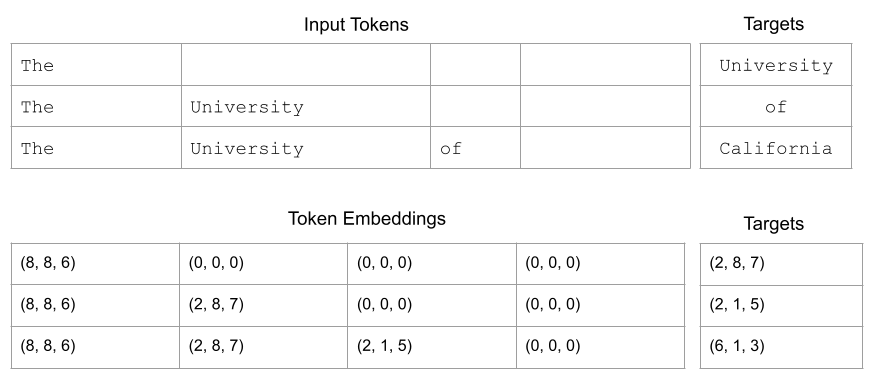 Input Tokens Targets
The University
The University of
The University of California
Token Embeddings Targets
(8, 8, 6) (0, 0, 0) (0, 0, 0) (0, 0, 0) (2, 8, 7)
(8, 8, 6) (2, 8, 7) (0, 0, 0) (0, 0, 0) (2, 1, 5)
(8, 8, 6) (2, 8, 7) (2, 1, 5) (0, 0, 0) (6, 1, 3)